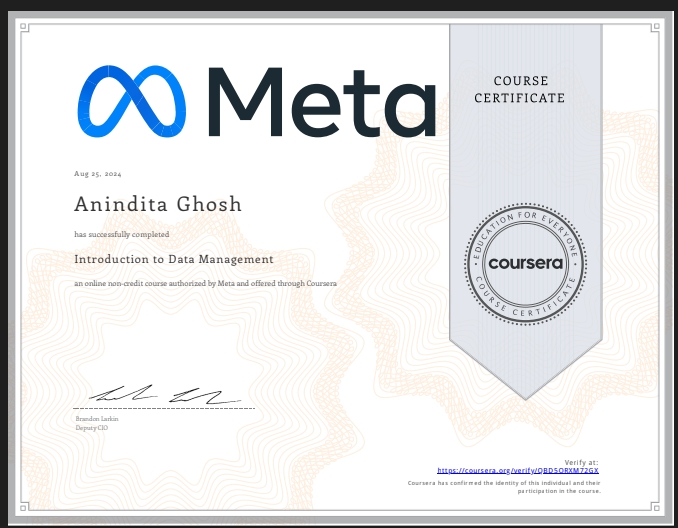 Meta
COURSE
CERTIFICATE
Aug 25, 2024
Anindita Ghosh
has successfully completed
Introduction to Data Management
an online non-credit course authorized by Meta and offered through Coursera
EDUCATION FOR EVERYONE
coursera
COURSE CERTIFICATE
Brandon Larkin
Deputy CIO
Verify at:
https://coursera.org/verify/QBD5ORXM72GX
Coursera has confirmed the identity of this individual and their
participation in the course.